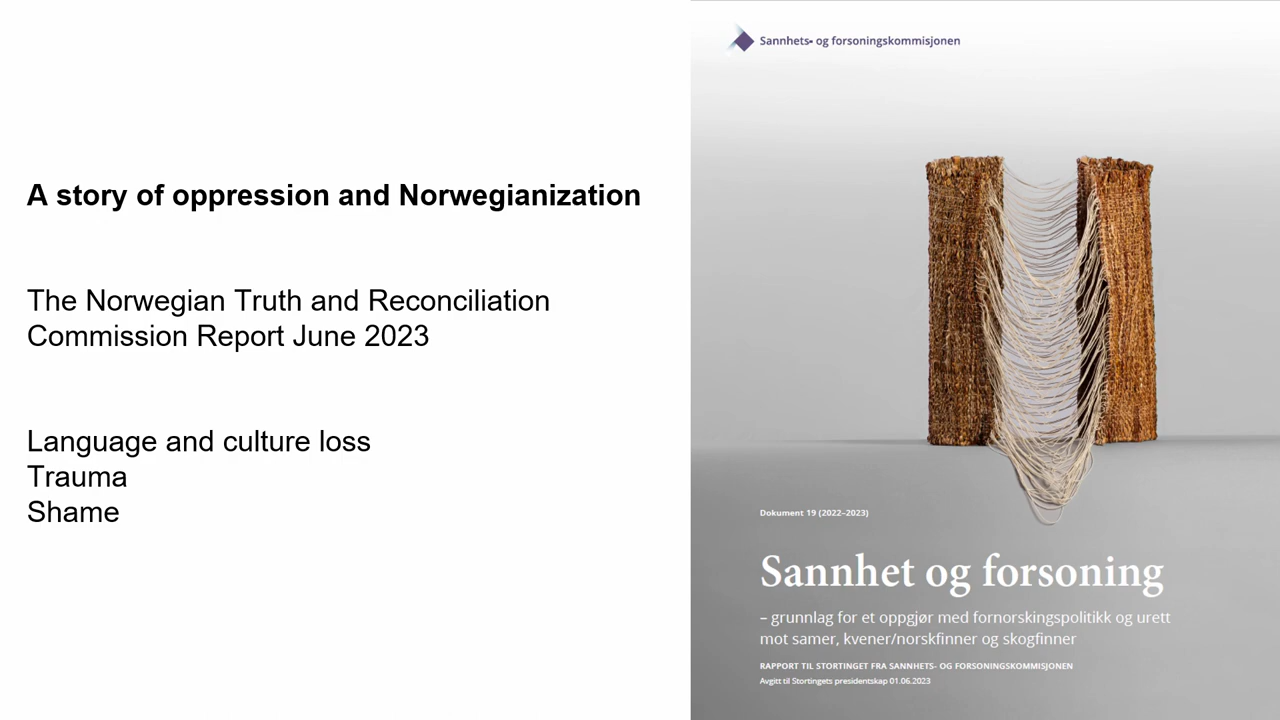 A story of oppression and Norwegianization
The Norwegian Truth and Reconciliation
Commission Report June 2023
Language and culture loss
Trauma
Shame
Sannhets- og forsoningskommisjonen
Dokument 19 (2022–2023)
Sannhet og forsoning
– grunnlag for et oppgjør med fornorskingspolitikk og urett
mot samer, kvener/norskfinner og skogfinner
RAPPORT TIL STORTINGET FRA SANNHETS- OG FORSONINGSKOMMISJONEN
Avgitt til Stortingets presidentskap 01.06.2023